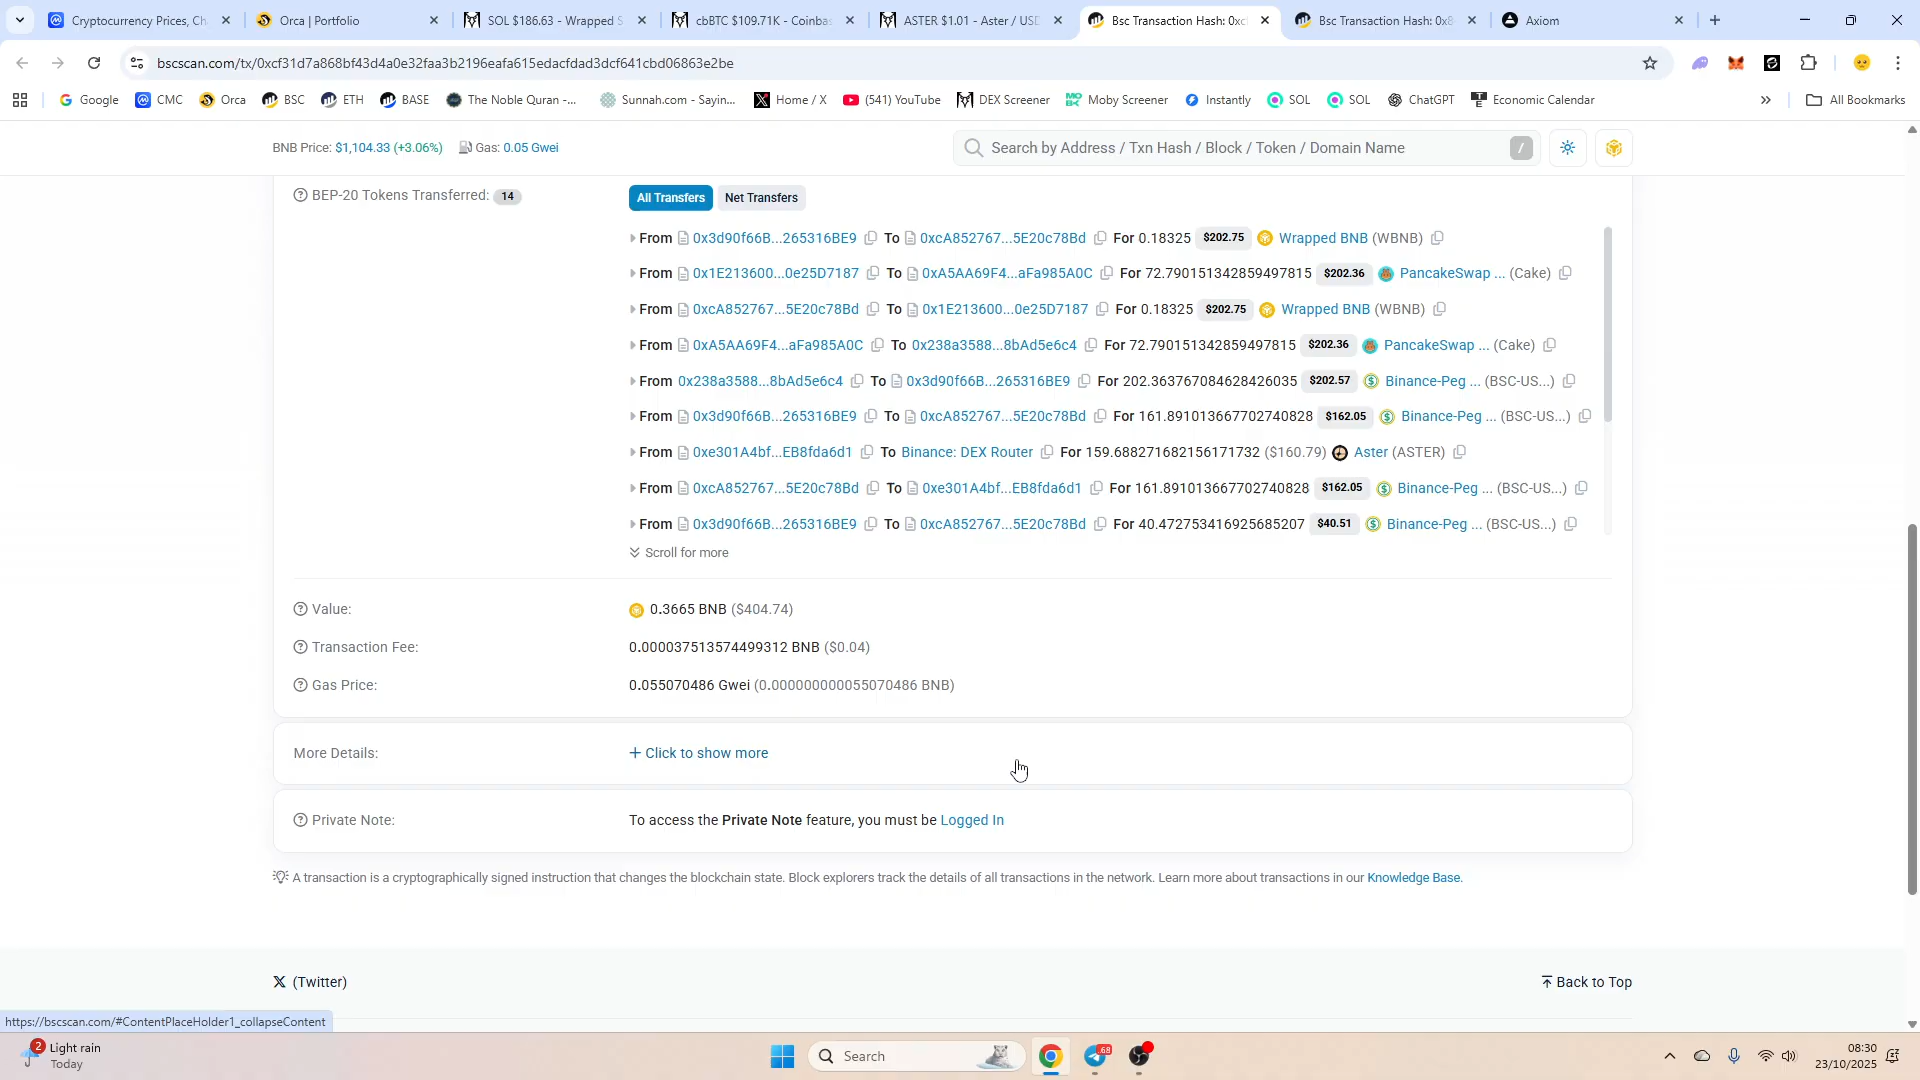 Cryptocurrency Prices, Ch
Orca | Portfolio
SOL $186.63 - Wrapped S
cbBTC $109.71K - Coinbas
ASTER $1.01 - Aster / USD
Bsc Transaction Hash: 0xc
Bsc Transaction Hash: 0x8
Axiom
bscscan.com/tx/0xcf31d7a868bf43d4a0e32faa3b2196eafa615edacfdad3dcf641cbd06863e2be
Google CMC Orca BSC ETH BASE The Noble Quran -... Sunnah.com - Sayin... Home / X (541) YouTube DEX Screener Moby Screener Instantly SOL SOL ChatGPT Economic Calendar » All Bookmarks
BNB Price: $1,104.33 (+3.06%) Gas: 0.05 Gwei
Search by Address / Txn Hash / Block / Token / Domain Name /
BEP-20 Tokens Transferred: 14
All Transfers Net Transfers
From 0x3d90f66B...265316BE9 To 0xcA852767...5E20c78Bd For 0.18325 $202.75 Wrapped BNB (WBNB)
From 0x1E213600...0e25D7187 To 0xA5AA69F4...aFa985A0C For 72.790151342859497815 $202.36 PancakeSwap ... (Cake)
From 0xcA852767...5E20c78Bd To 0x1E213600...0e25D7187 For 0.18325 $202.75 Wrapped BNB (WBNB)
From 0xA5AA69F4...aFa985A0C To 0x238a3588...8bAd5e6c4 For 72.790151342859497815 $202.36 PancakeSwap ... (Cake)
From 0x238a3588...8bAd5e6c4 To 0x3d90f66B...265316BE9 For 202.363767084628426035 $202.57 Binance-Peg ... (BSC-US...)
From 0x3d90f66B...265316BE9 To 0xcA852767...5E20c78Bd For 161.891013667702740828 $162.05 Binance-Peg ... (BSC-US...)
From 0xe301A4bf...EB8fda6d1 To Binance: DEX Router For 159.688271682156171732 ($160.79) Aster (ASTER)
From 0xcA852767...5E20c78Bd To 0xe301A4bf...EB8fda6d1 For 161.891013667702740828 $162.05 Binance-Peg ... (BSC-US...)
From 0x3d90f66B...265316BE9 To 0xcA852767...5E20c78Bd For 40.472753416925685207 $40.51 Binance-Peg ... (BSC-US...)
Scroll for more
Value: 0.3665 BNB ($404.74)
Transaction Fee: 0.000037513574499312 BNB ($0.04)
Gas Price: 0.055070486 Gwei (0.000000000055070486 BNB)
More Details: + Click to show more
Private Note: To access the Private Note feature, you must be Logged In
A transaction is a cryptographically signed instruction that changes the blockchain state. Block explorers track the details of all transactions in the network. Learn more about transactions in our Knowledge Base.
X (Twitter)
Back to Top
https://bscscan.com/#ContentPlaceHolder1_collapseContent
2 Light rain
Today
Search
68
08:30
23/10/2025